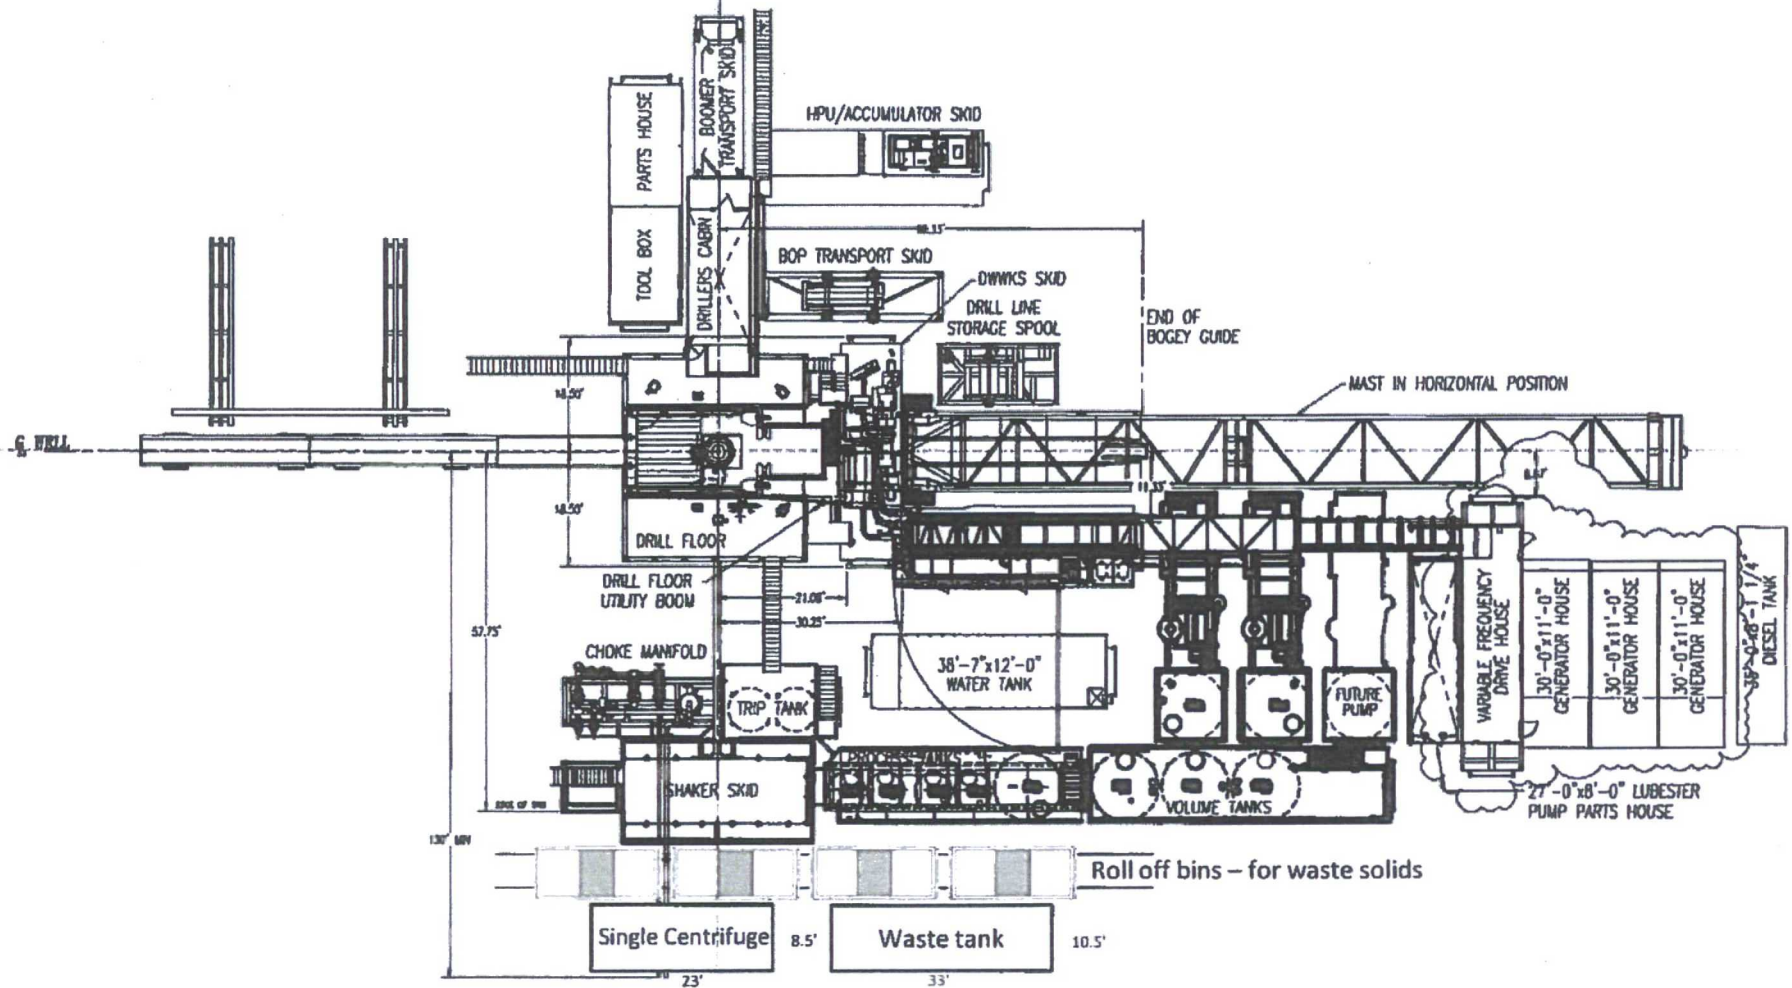 BOOMER
TRANSPORT SKID
PARTS HOUSE
TOOL BOX
DRILLERS CABIN
HPU/ACCUMULATOR SKID
BOP TRANSPORT SKID
DWWKS SKID
DRILL LINE
STORAGE SPOOL
END OF
BOGEY GUIDE
MAST IN HORIZONTAL POSITION
WELL
18.50'
18.50'
DRILL FLOOR
DRILL FLOOR
UTILITY BOOM
21.08'
30.25'
57.75'
CHOKE MANIFOLD
TRIP TANK
38'-7"x12'-0"
WATER TANK
FUTURE
PUMP
VARIABLE FREQUENCY
DRIVE HOUSE
30'-0"x11'-0"
GENERATOR HOUSE
30'-0"x11'-0"
GENERATOR HOUSE
30'-0"x11'-0"
GENERATOR HOUSE
DIESEL TANK
SHAKER SKID
PROCESS TANKS
VOLUME TANKS
27'-0"x8'-0" LUBESTER
PUMP PARTS HOUSE
130' MIN
Roll off bins – for waste solids
Single Centrifuge
8.5'
23'
Waste tank
10.5'
33'